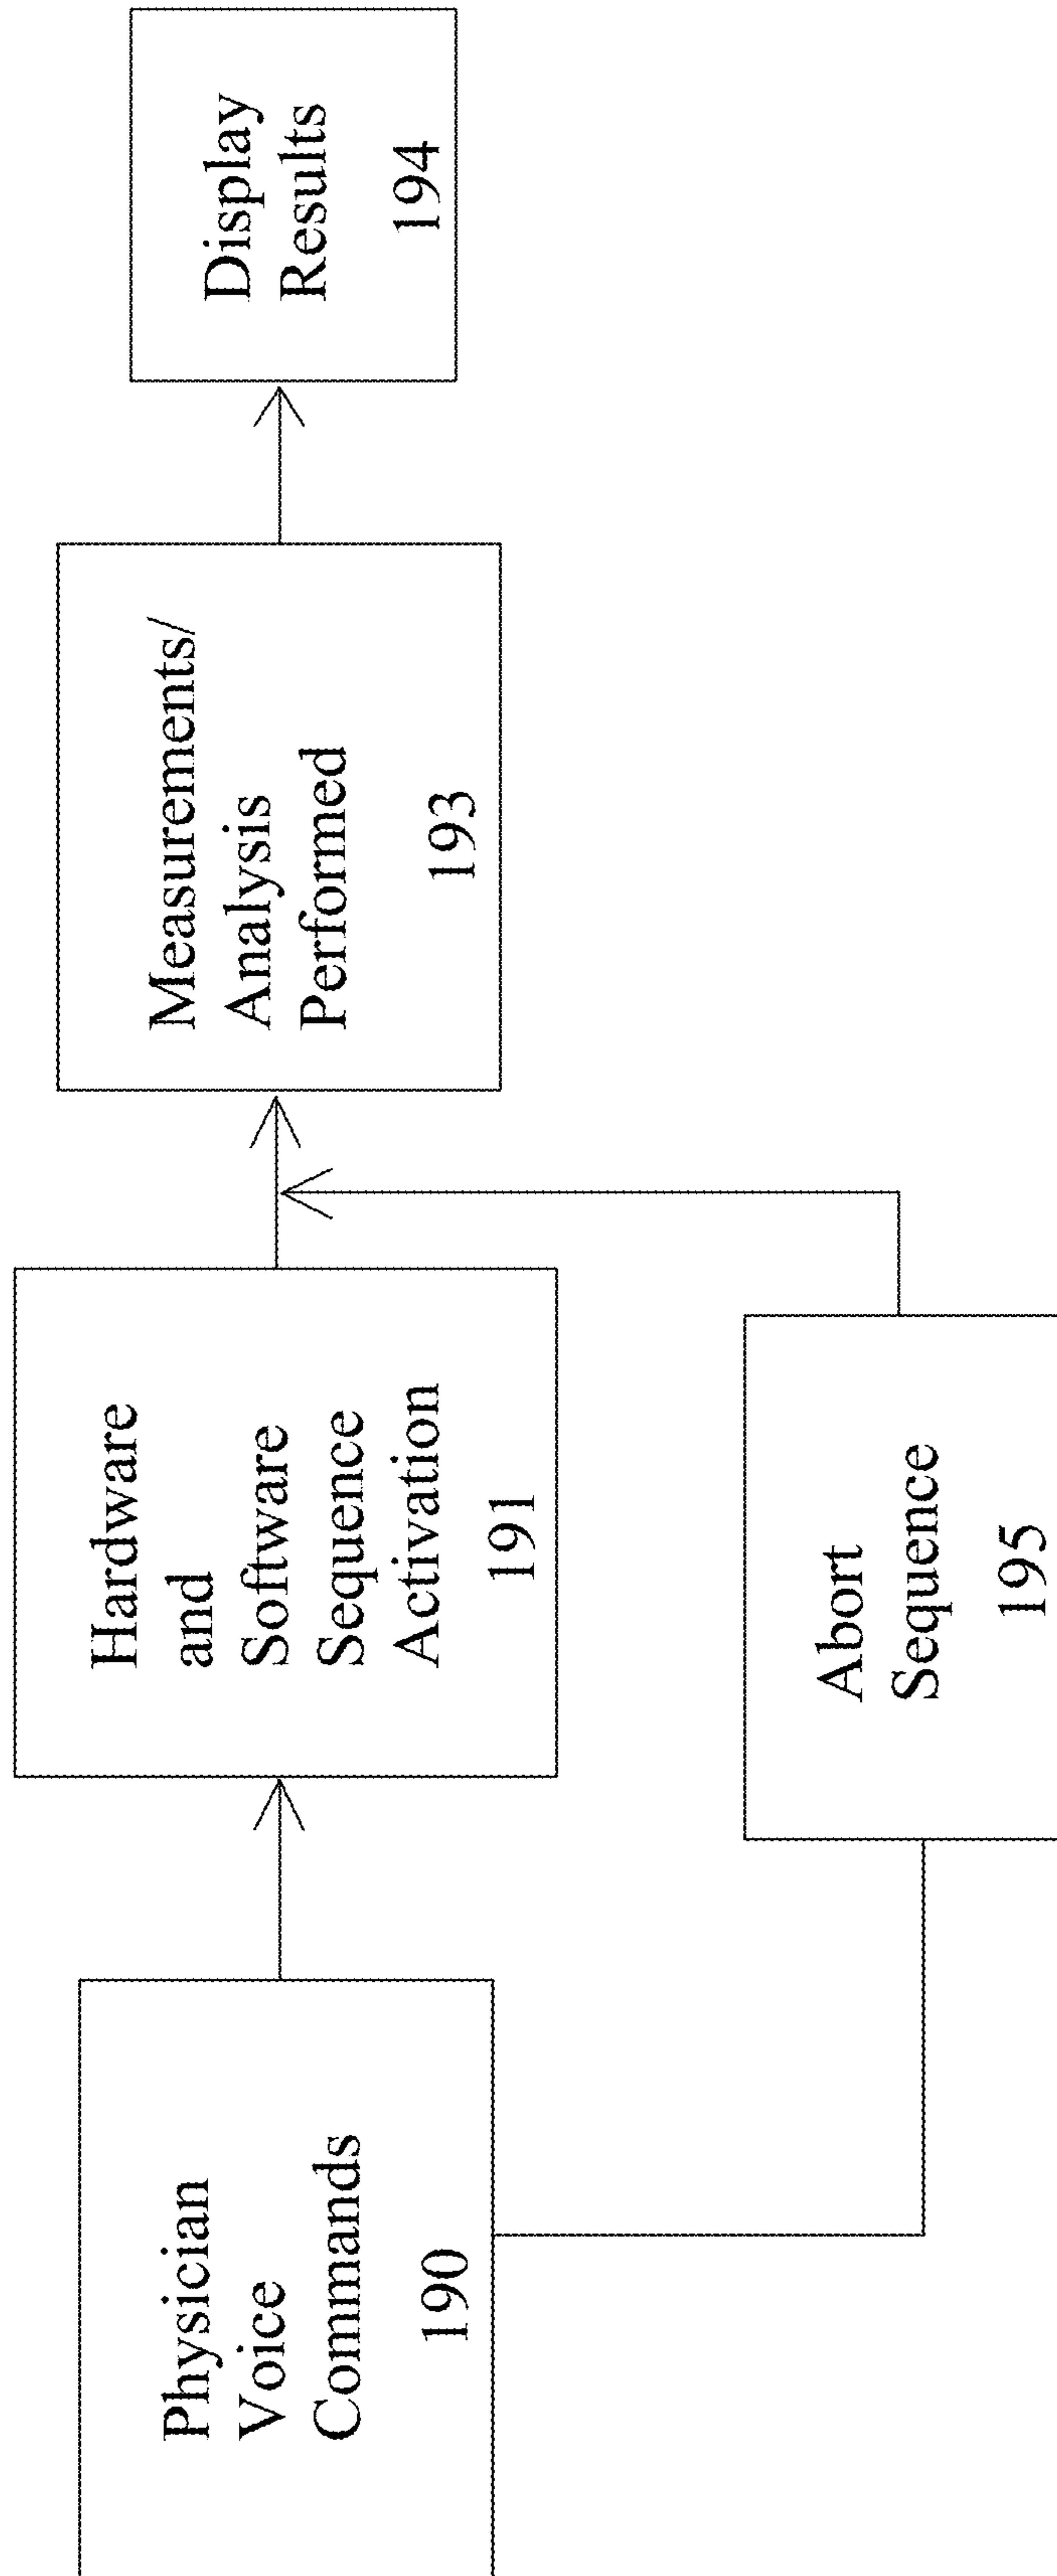 Physician
Voice
Commands
190
Hardware
and
Software
Sequence
Activation
191
Measurements/
Analysis
Performed
193
Display
Results
194
Abort
Sequence
195